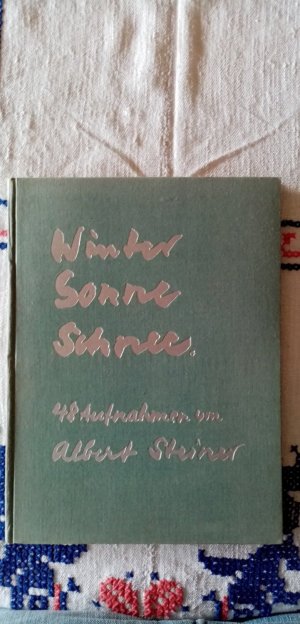 Winter
Sonne
Schnee.
48 Aufnahmen von
Albert Steiner